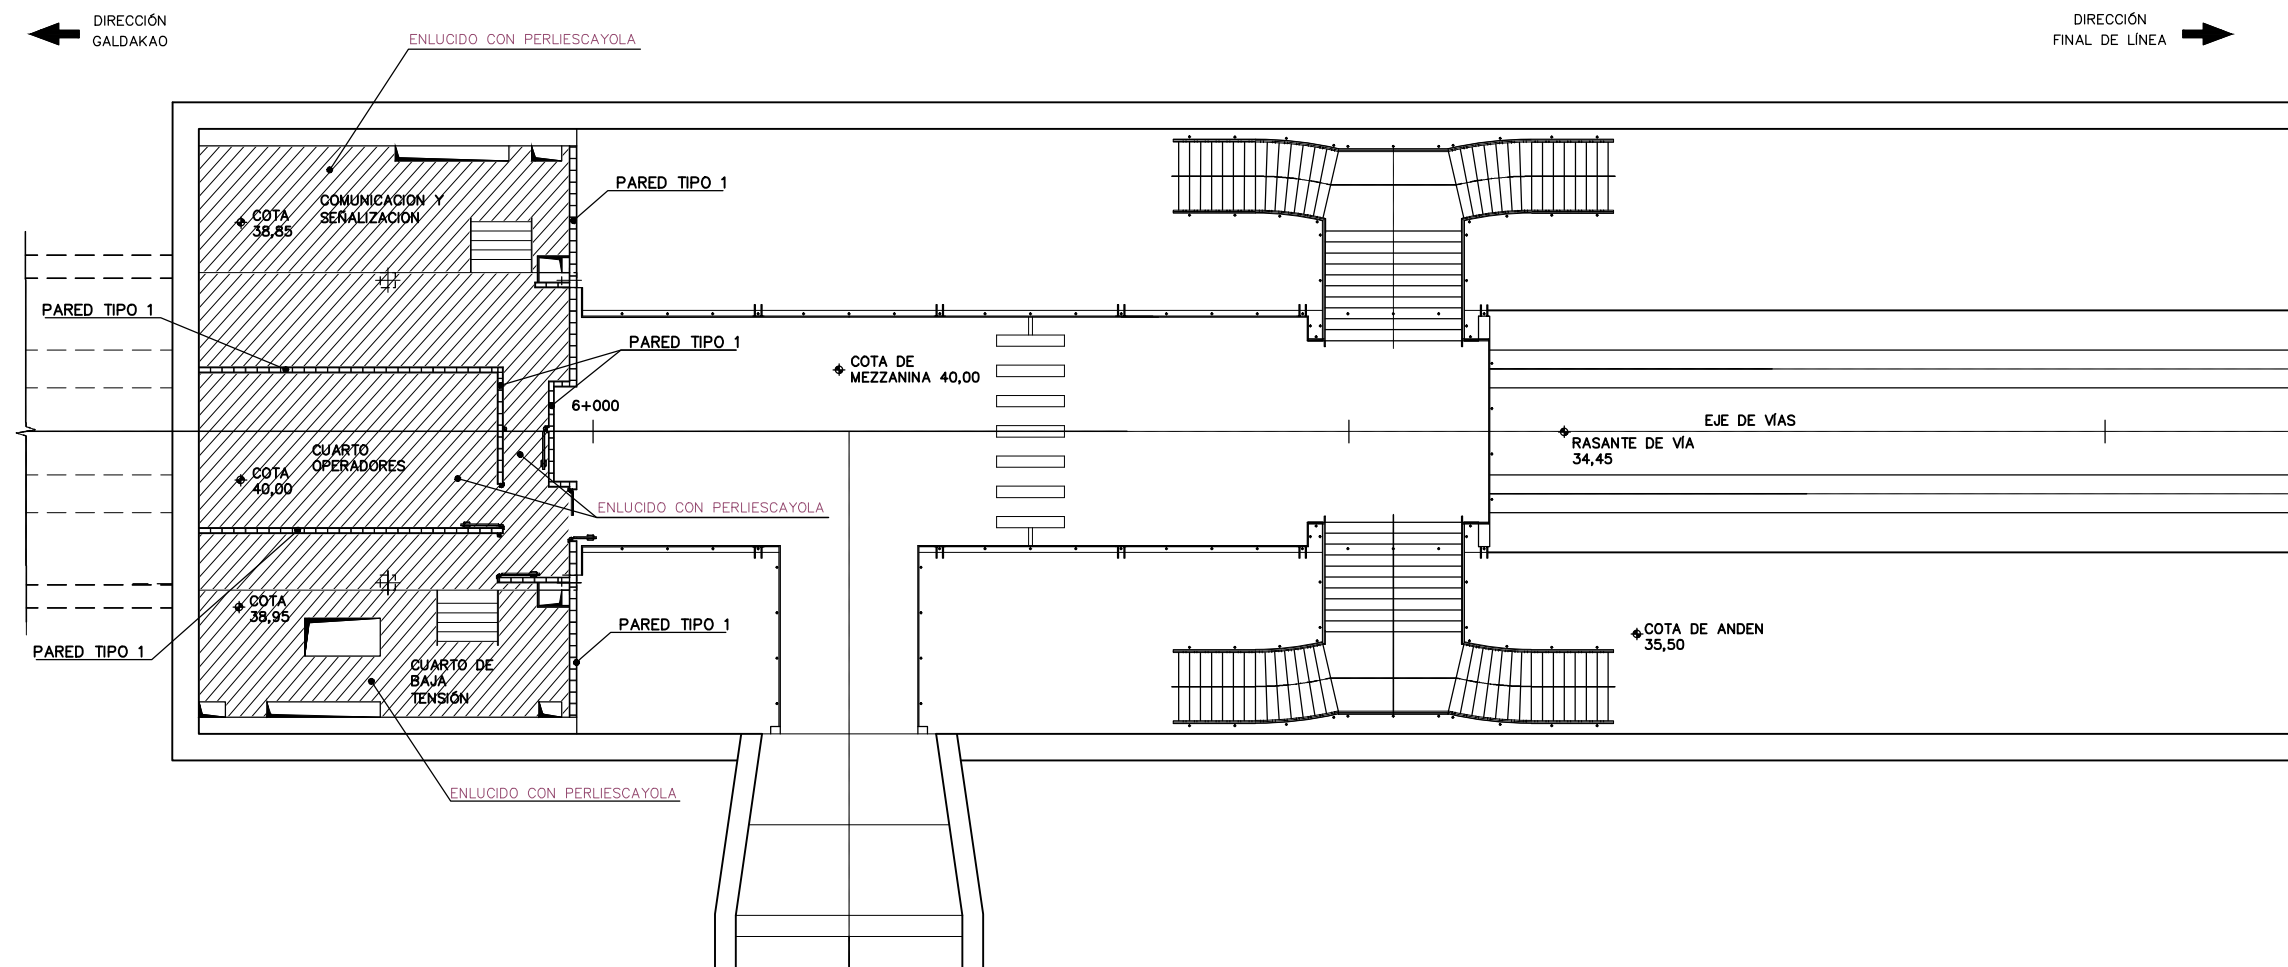 DIRECCIÓN
GALDAKAO
ENLUCIDO CON PERLIESCAYOLA
DIRECCIÓN
FINAL DE LÍNEA
PARED TIPO 1
COMUNICACION Y
SEÑALIZACION
COTA
38,85
PARED TIPO 1
PARED TIPO 1
COTA DE
MEZZANINA 40,00
6+000
EJE DE VÍAS
RASANTE DE VÍA
34,45
CUARTO
OPERADORES
COTA
40,00
ENLUCIDO CON PERLIESCAYOLA
COTA
38,95
PARED TIPO 1
PARED TIPO 1
COTA DE ANDEN
35,50
CUARTO DE
BAJA
TENSIÓN
ENLUCIDO CON PERLIESCAYOLA